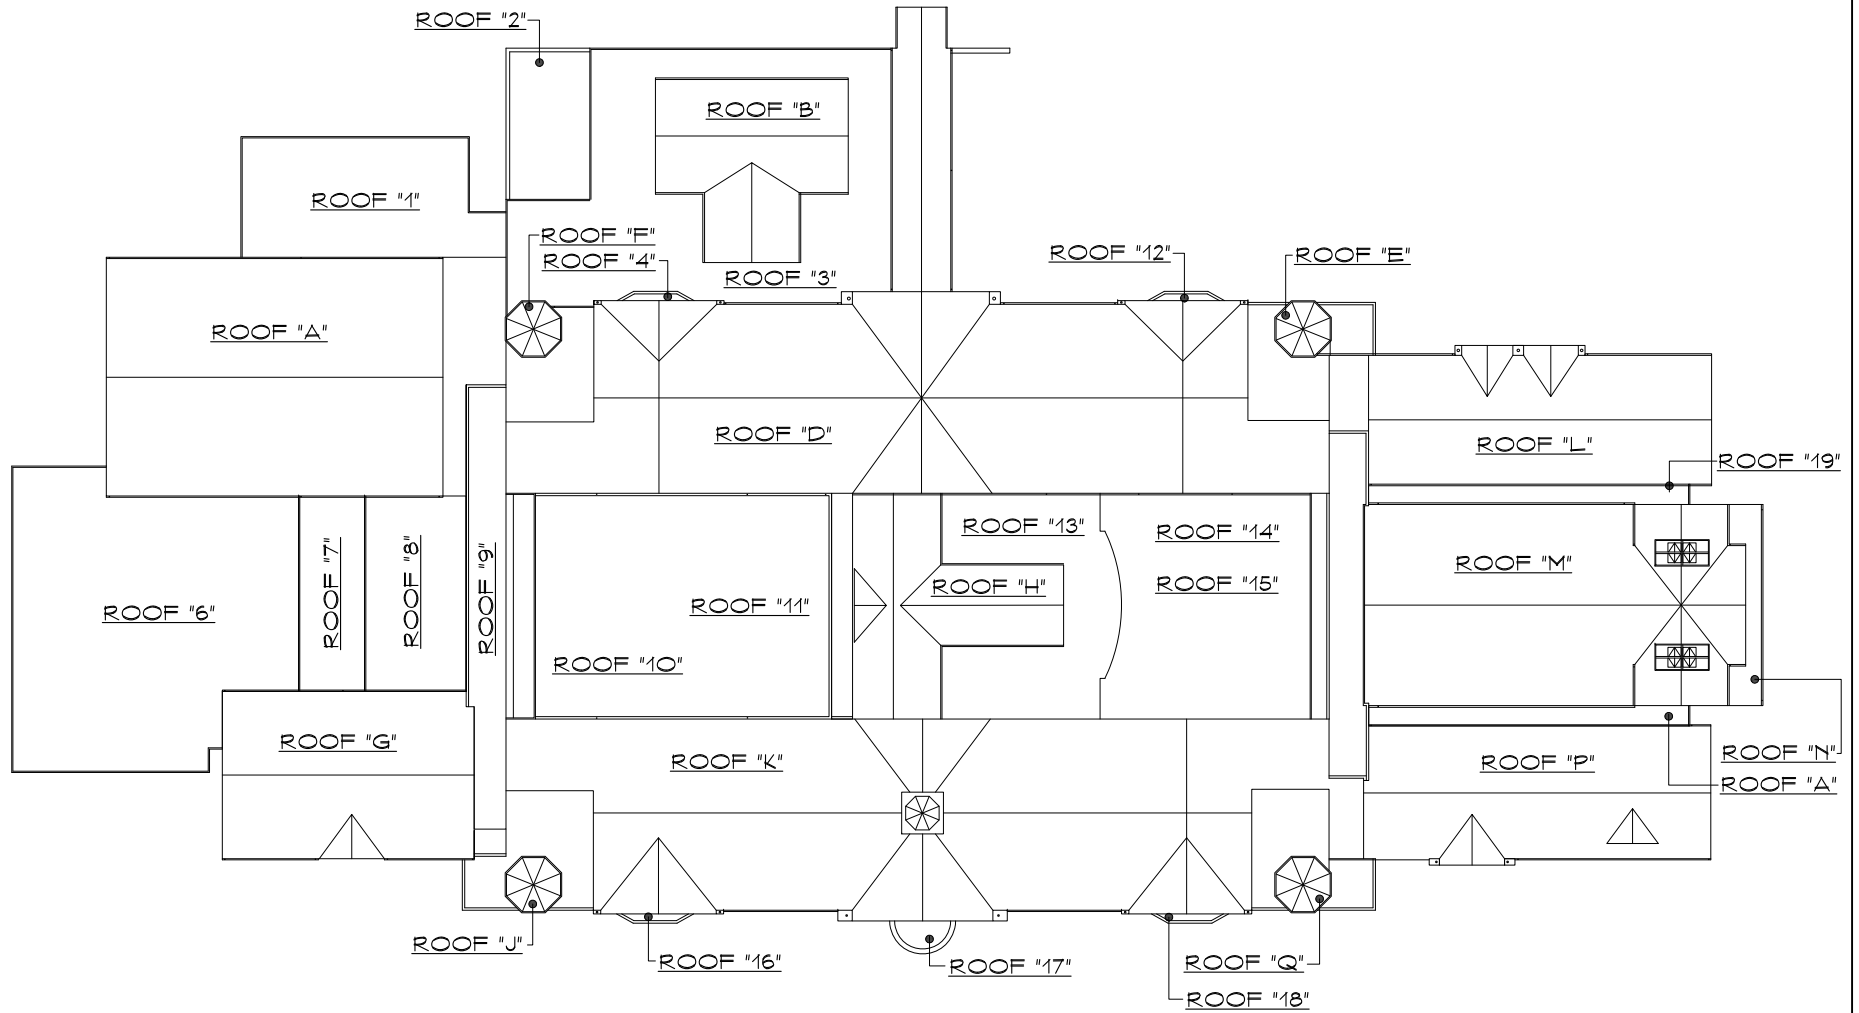 ROOF "2"
ROOF "B"
ROOF "1"
ROOF "F"
ROOF "4"
ROOF "3"
ROOF "12"
ROOF "E"
ROOF "A"
ROOF "D"
ROOF "L"
ROOF "19"
ROOF "13"
ROOF "14"
ROOF "7"
ROOF "8"
ROOF "9"
ROOF "M"
ROOF "15"
ROOF "H"
ROOF "11"
ROOF "6"
ROOF "10"
ROOF "G"
ROOF "K"
ROOF "N"
ROOF "P"
ROOF "A"
ROOF "J"
ROOF "16"
ROOF "17"
ROOF "Q"
ROOF "18"